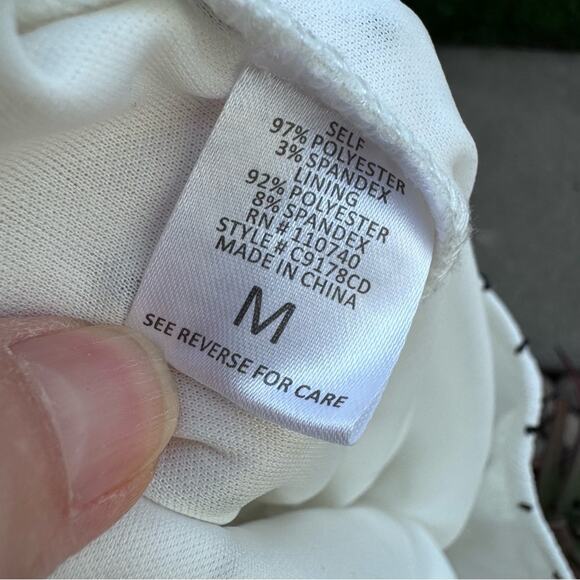 SELF
97% POLYESTER
3% SPANDEX
LINING
92% POLYESTER
8% SPANDEX
RN # 110740
STYLE # C9178CD
MADE IN CHINA
M
SEE REVERSE FOR CARE